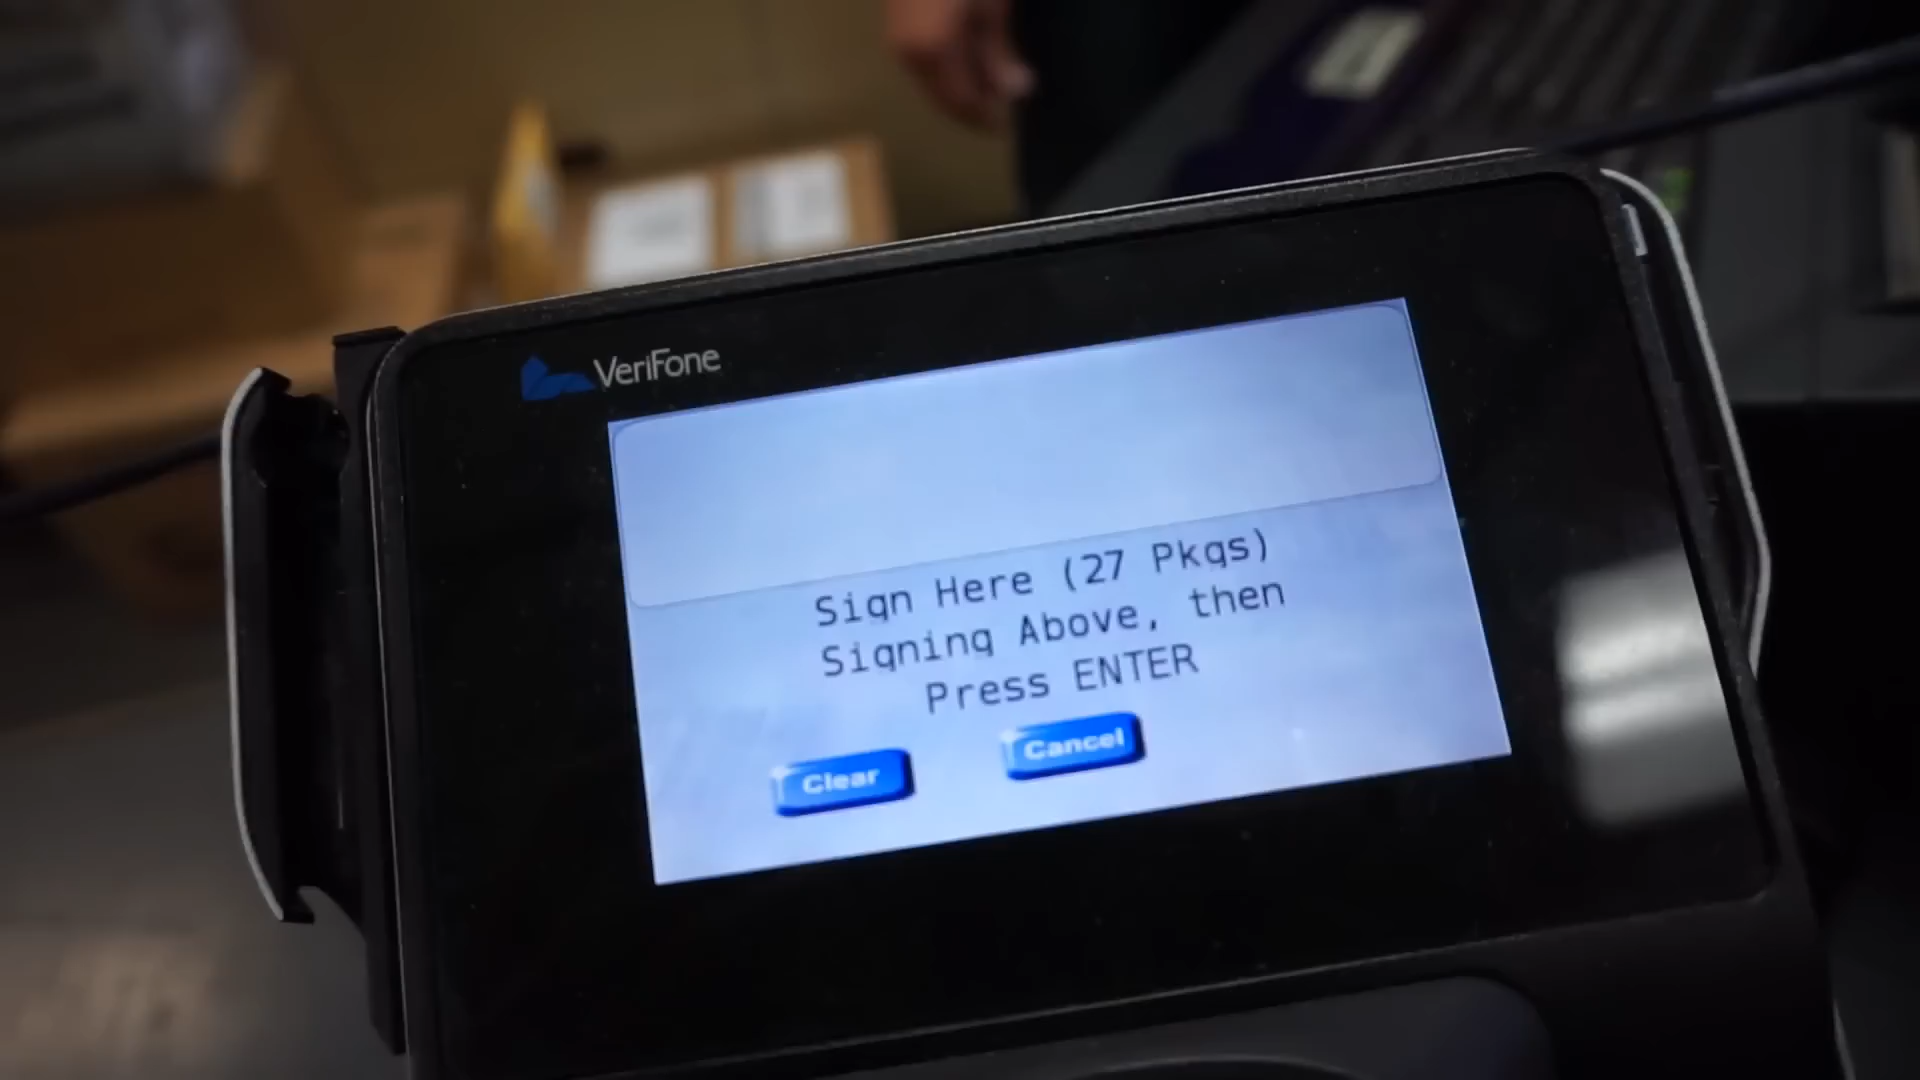 VeriFone
Sign Here (27 Pkgs)
Signing Above, then
Press ENTER
Clear
Cancel